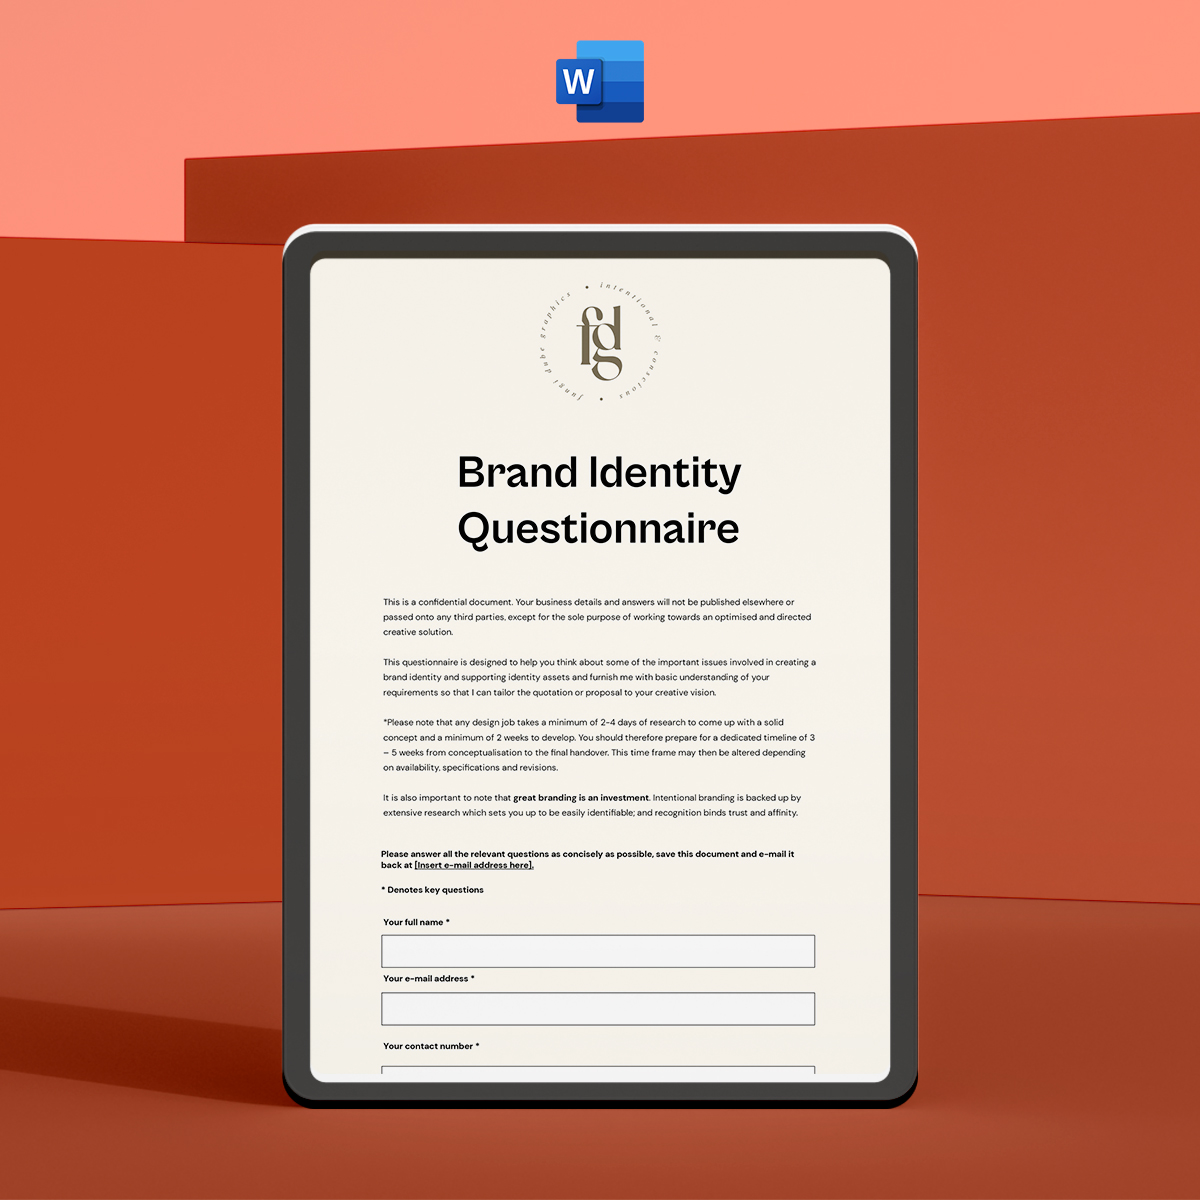 W
fdg
fungi dube graphics • intentional & conscious •
Brand Identity
Questionnaire
This is a confidential document. Your business details and answers will not be published elsewhere or
passed onto any third parties, except for the sole purpose of working towards an optimised and directed
creative solution.
This questionnaire is designed to help you think about some of the important issues involved in creating a
brand identity and supporting identity assets and furnish me with basic understanding of your
requirements so that I can tailor the quotation or proposal to your creative vision.
*Please note that any design job takes a minimum of 2-4 days of research to come up with a solid
concept and a minimum of 2 weeks to develop. You should therefore prepare for a dedicated timeline of 3
– 5 weeks from conceptualisation to the final handover. This time frame may then be altered depending
on availability, specifications and revisions.
It is also important to note that great branding is an investment. Intentional branding is backed up by
extensive research which sets you up to be easily identifiable; and recognition binds trust and affinity.
Please answer all the relevant questions as concisely as possible, save this document and e-mail it
back at [Insert e-mail address here].
* Denotes key questions
Your full name *
Your e-mail address *
Your contact number *